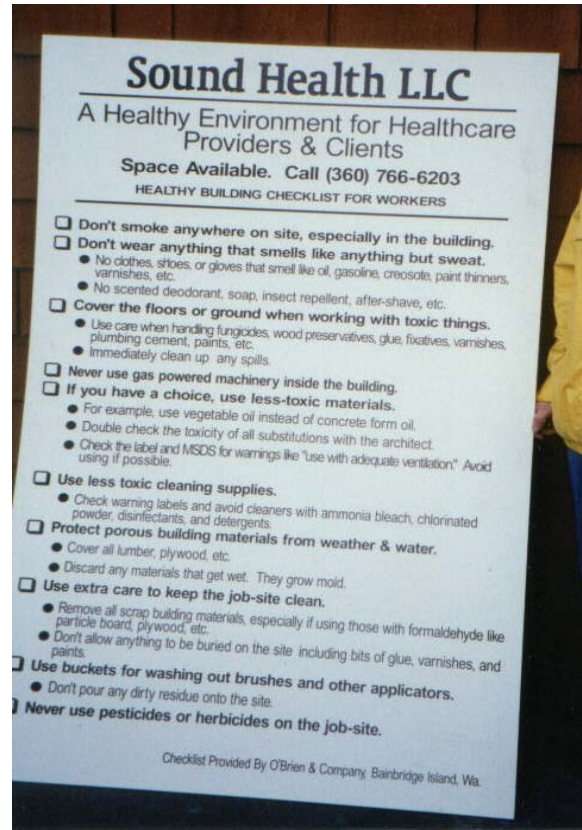 Sound Health LLC
A Healthy Environment for Healthcare
Providers & Clients
Space Available. Call (360) 766-6203
HEALTHY BUILDING CHECKLIST FOR WORKERS
❑ Don't smoke anywhere on site, especially in the building.
❑ Don't wear anything that smells like anything but sweat.
● No clothes, shoes, or gloves that smell like oil, gasoline, creosote, paint thinners,
varnishes, etc.
● No scented deodorant, soap, insect repellent, after-shave, etc.
❑ Cover the floors or ground when working with toxic things.
● Use care when handling fungicides, wood preservatives, glue, fixatives, varnishes,
plumbing cement, paints, etc.
● Immediately clean up any spills.
❑ Never use gas powered machinery inside the building.
❑ If you have a choice, use less-toxic materials.
● For example, use vegetable oil instead of concrete form oil.
● Double check the toxicity of all substitutions with the architect.
● Check the label and MSDS for warnings like "use with adequate ventilation." Avoid
using if possible.
❑ Use less toxic cleaning supplies.
● Check warning labels and avoid cleaners with ammonia bleach, chlorinated
powder, disinfectants, and detergents.
❑ Protect porous building materials from weather & water.
● Cover all lumber, plywood, etc.
● Discard any materials that get wet. They grow mold.
❑ Use extra care to keep the job-site clean.
● Remove all scrap building materials, especially if using those with formaldehyde like
particle board, plywood, etc.
● Don't allow anything to be buried on the site including bits of glue, varnishes, and
paints.
❑ Use buckets for washing out brushes and other applicators.
● Don't pour any dirty residue onto the site.
❑ Never use pesticides or herbicides on the job-site.
Checklist Provided By O'Brien & Company, Bainbridge Island, Wa.